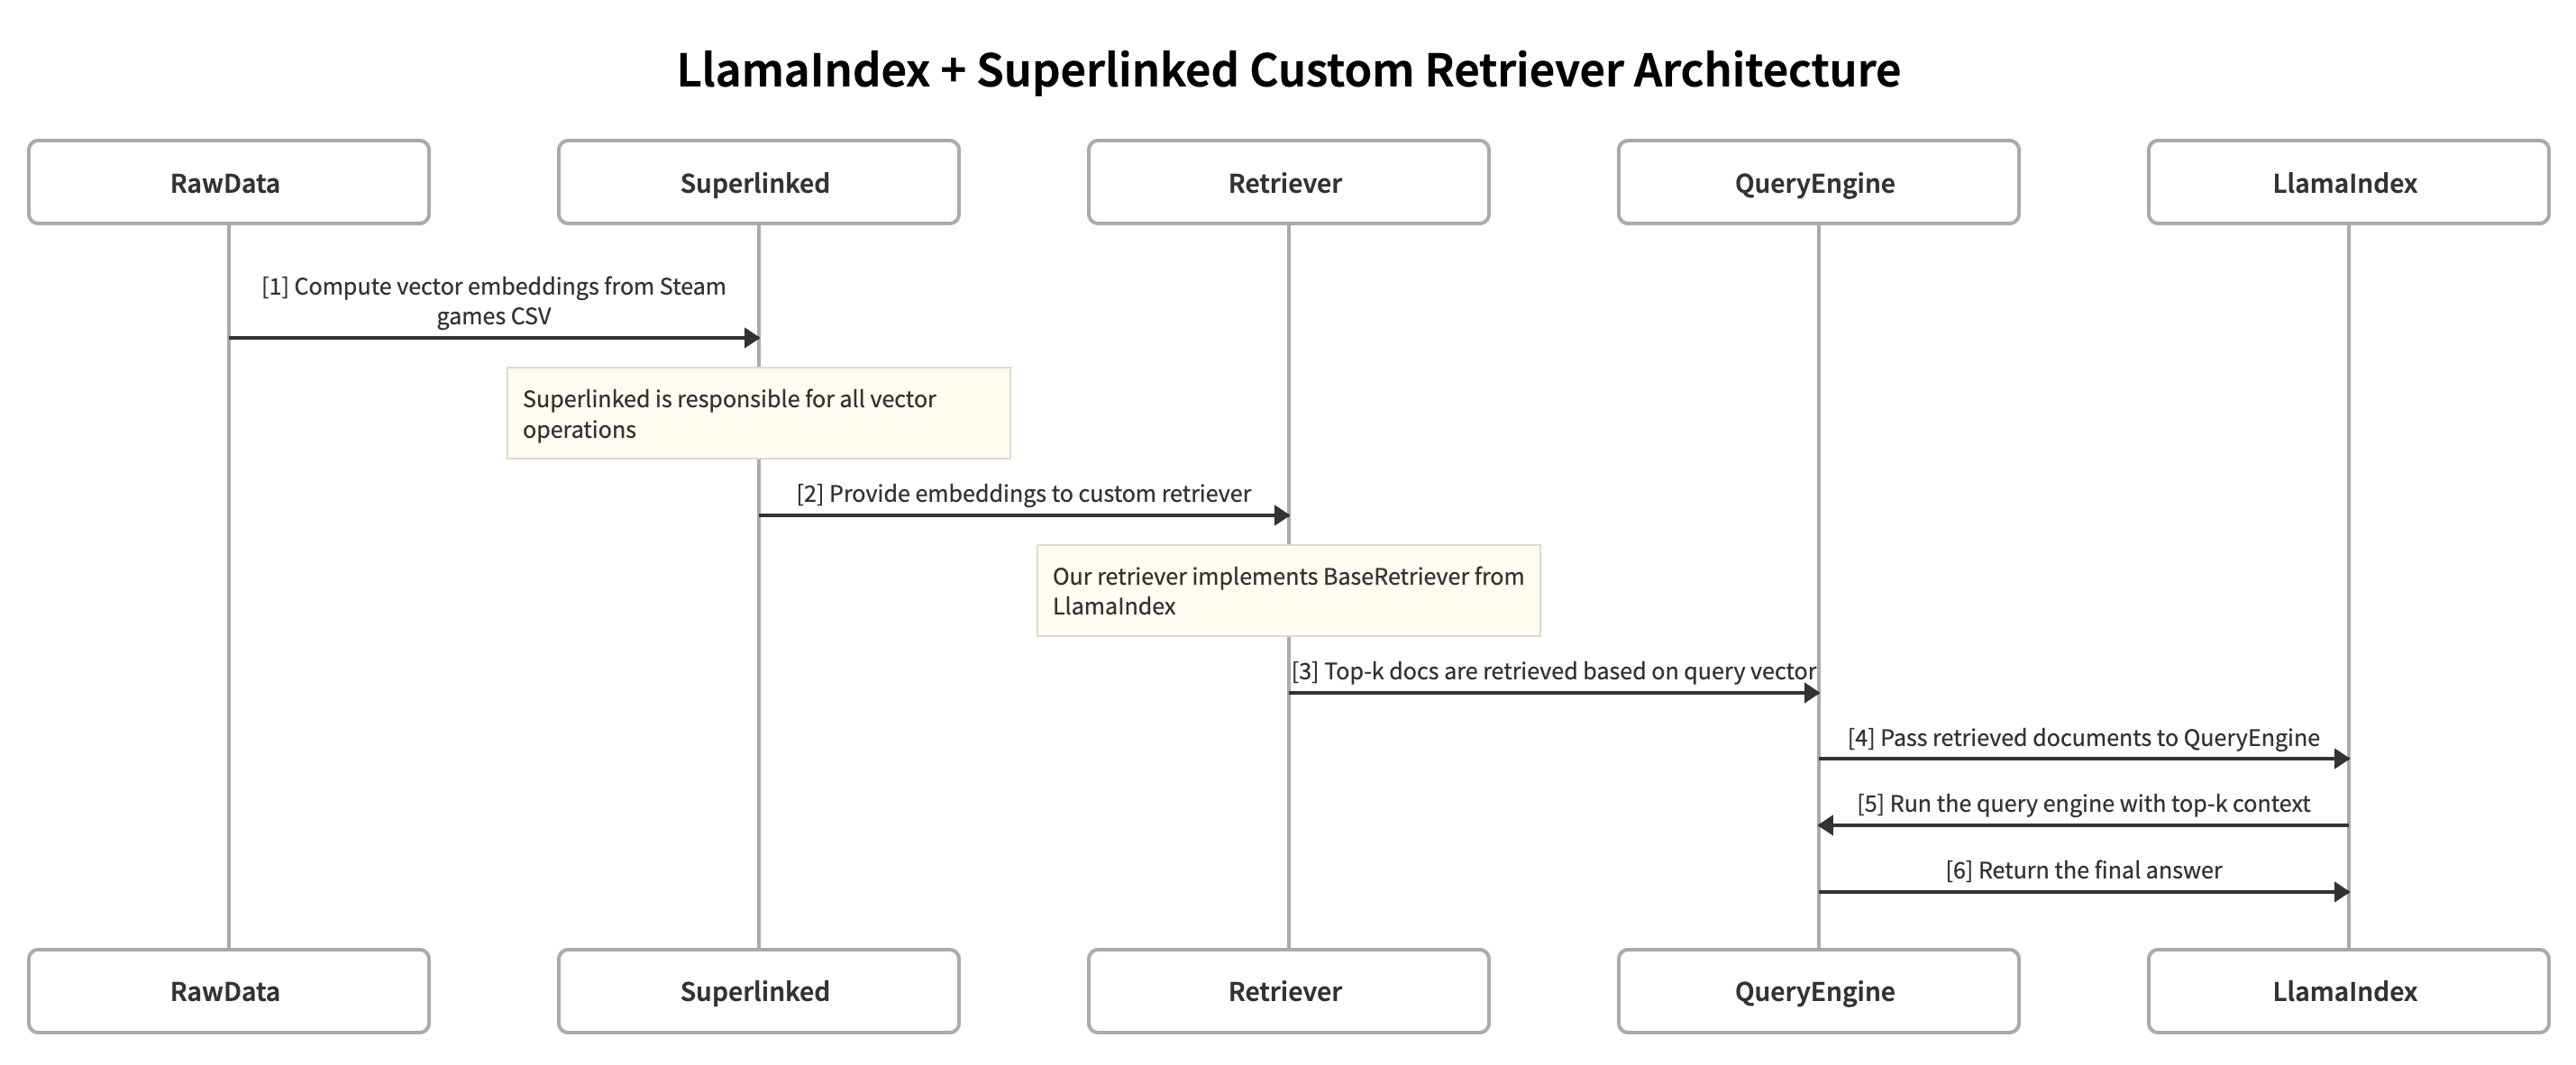 LlamaIndex + Superlinked Custom Retriever Architecture
RawData
Superlinked
Retriever
QueryEngine
LlamaIndex
[1] Compute vector embeddings from Steam
games CSV
Superlinked is responsible for all vector
operations
[2] Provide embeddings to custom retriever
Our retriever implements BaseRetriever from
LlamaIndex
[3] Top-k docs are retrieved based on query vector
[4] Pass retrieved documents to QueryEngine
[5] Run the query engine with top-k context
[6] Return the final answer
RawData
Superlinked
Retriever
QueryEngine
LlamaIndex